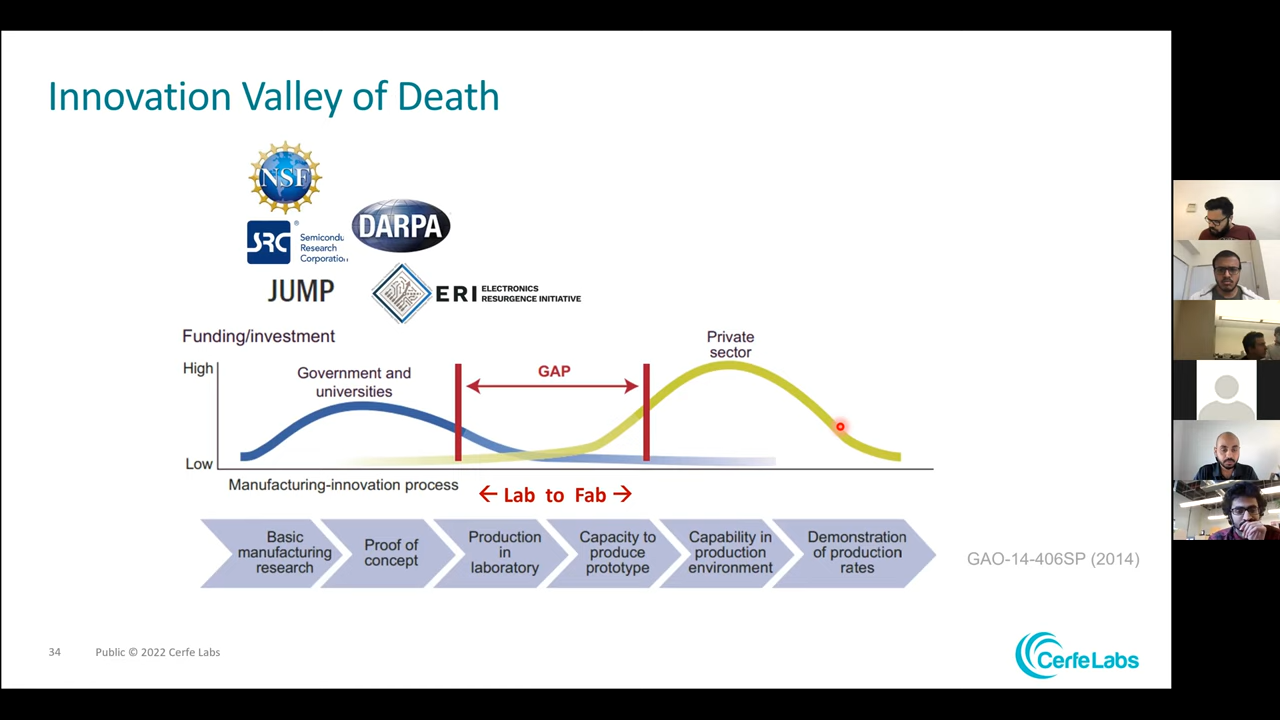 Innovation Valley of Death
NSF
DARPA
SRC
®
Semicondu
Research
Corporation
JUMP
ERI
ELECTRONICS
RESURGENCE INITIATIVE
Funding/investment
High
Government and
universities
GAP
Private
sector
Low
Manufacturing-innovation process
← Lab to Fab →
Basic
manufacturing
research
Proof of
concept
Production
in
laboratory
Capacity to
produce
prototype
Capability in
production
environment
Demonstration
of production
rates
GAO-14-406SP (2014)
34
Public © 2022 Cerfe Labs
Cerfe Labs